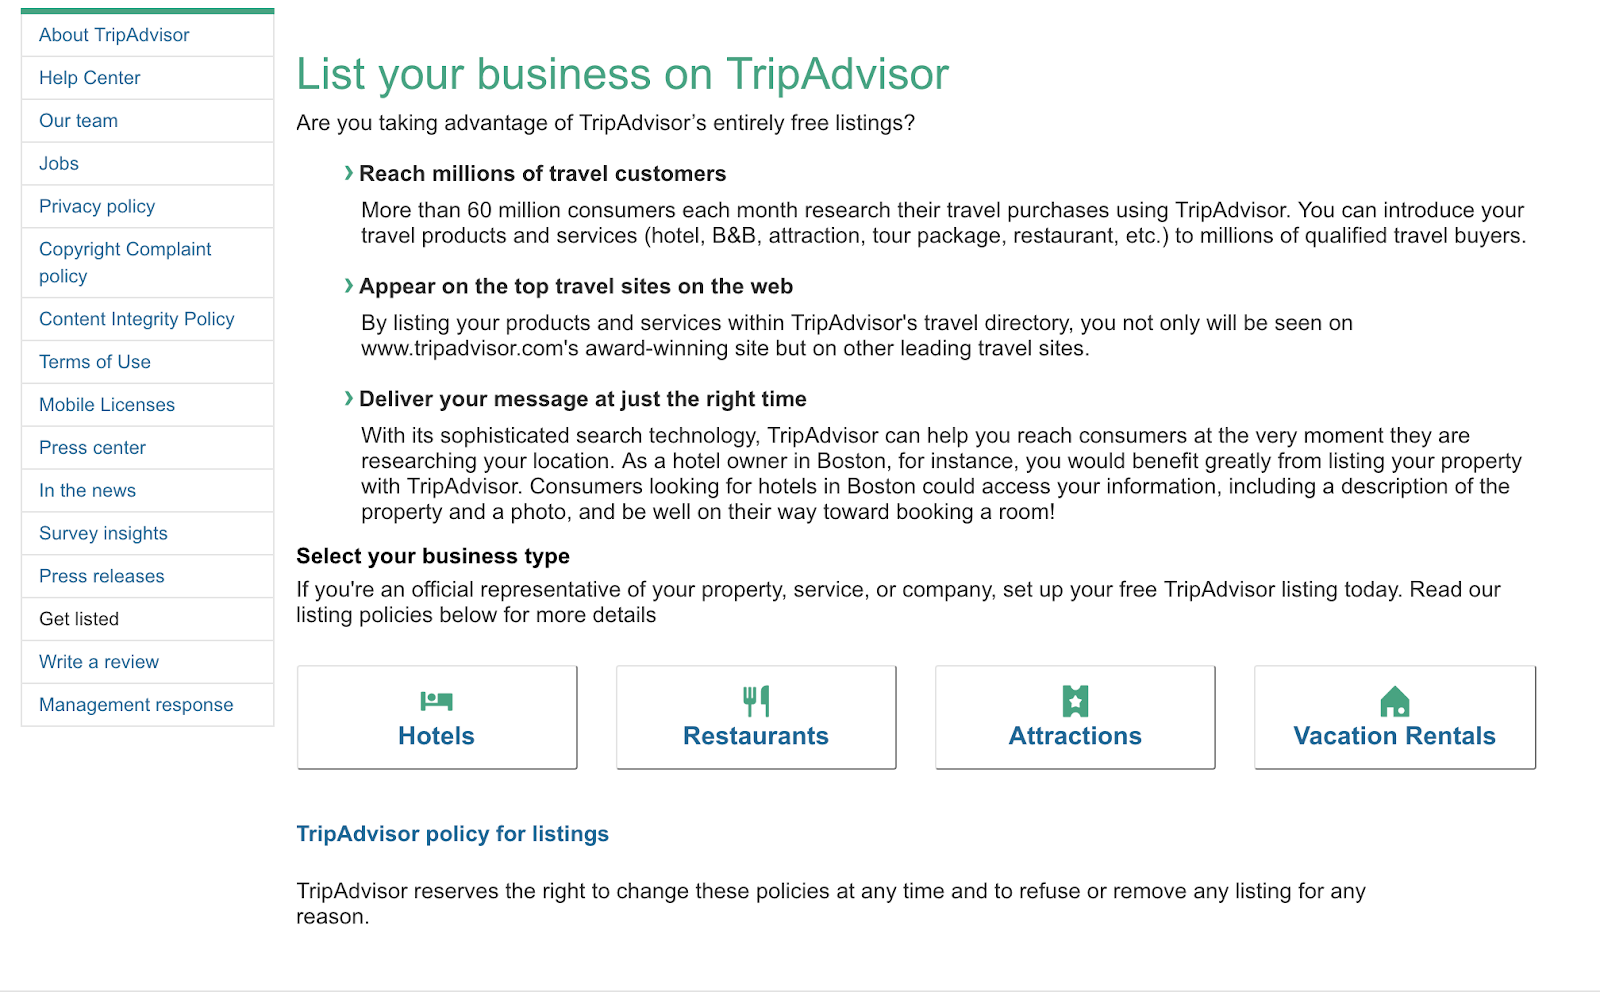 About TripAdvisor
Help Center
Our team
Jobs
Privacy policy
Copyright Complaint
policy
Content Integrity Policy
Terms of Use
Mobile Licenses
Press center
In the news
Survey insights
Press releases
Get listed
Write a review
Management response
List your business on TripAdvisor
Are you taking advantage of TripAdvisor’s entirely free listings?
Reach millions of travel customers
More than 60 million consumers each month research their travel purchases using TripAdvisor. You can introduce your
travel products and services (hotel, B&B, attraction, tour package, restaurant, etc.) to millions of qualified travel buyers.
Appear on the top travel sites on the web
By listing your products and services within TripAdvisor's travel directory, you not only will be seen on
www.tripadvisor.com's award-winning site but on other leading travel sites.
Deliver your message at just the right time
With its sophisticated search technology, TripAdvisor can help you reach consumers at the very moment they are
researching your location. As a hotel owner in Boston, for instance, you would benefit greatly from listing your property
with TripAdvisor. Consumers looking for hotels in Boston could access your information, including a description of the
property and a photo, and be well on their way toward booking a room!
Select your business type
If you're an official representative of your property, service, or company, set up your free TripAdvisor listing today. Read our
listing policies below for more details
Hotels
Restaurants
Attractions
Vacation Rentals
TripAdvisor policy for listings
TripAdvisor reserves the right to change these policies at any time and to refuse or remove any listing for any
reason.